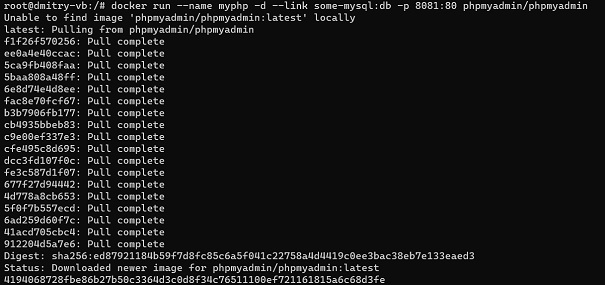 root@dmitry-vb:/# docker run --name myphp -d --link some-mysql:db -p 8081:80 phpmyadmin/phpmyadmin
Unable to find image 'phpmyadmin/phpmyadmin:latest' locally
latest: Pulling from phpmyadmin/phpmyadmin
f1f26f570256: Pull complete
ee0a4e40ccac: Pull complete
5ca9fb408faa: Pull complete
5baa808a48ff: Pull complete
6e8d74e4d8ee: Pull complete
fac8e70fcf67: Pull complete
b3b7906fb177: Pull complete
cb4935bbeb83: Pull complete
c9e00ef337e3: Pull complete
cfe495c8d695: Pull complete
dcc3fd107f0c: Pull complete
fe3c587d1f07: Pull complete
677f27d94442: Pull complete
4d778a8cb653: Pull complete
5f0f7b557ecd: Pull complete
6ad259d60f7c: Pull complete
41acd705cbc4: Pull complete
912204d5a7e6: Pull complete
Digest: sha256:ed87921184b59f7d8fc85c6a5f041c22758a4d4419c0ee3bac38eb7e133eaed3
Status: Downloaded newer image for phpmyadmin/phpmyadmin:latest
4194068728fbe86b27b50c3364d3c0d8f34c76511100ef721161815a6c68d3fe